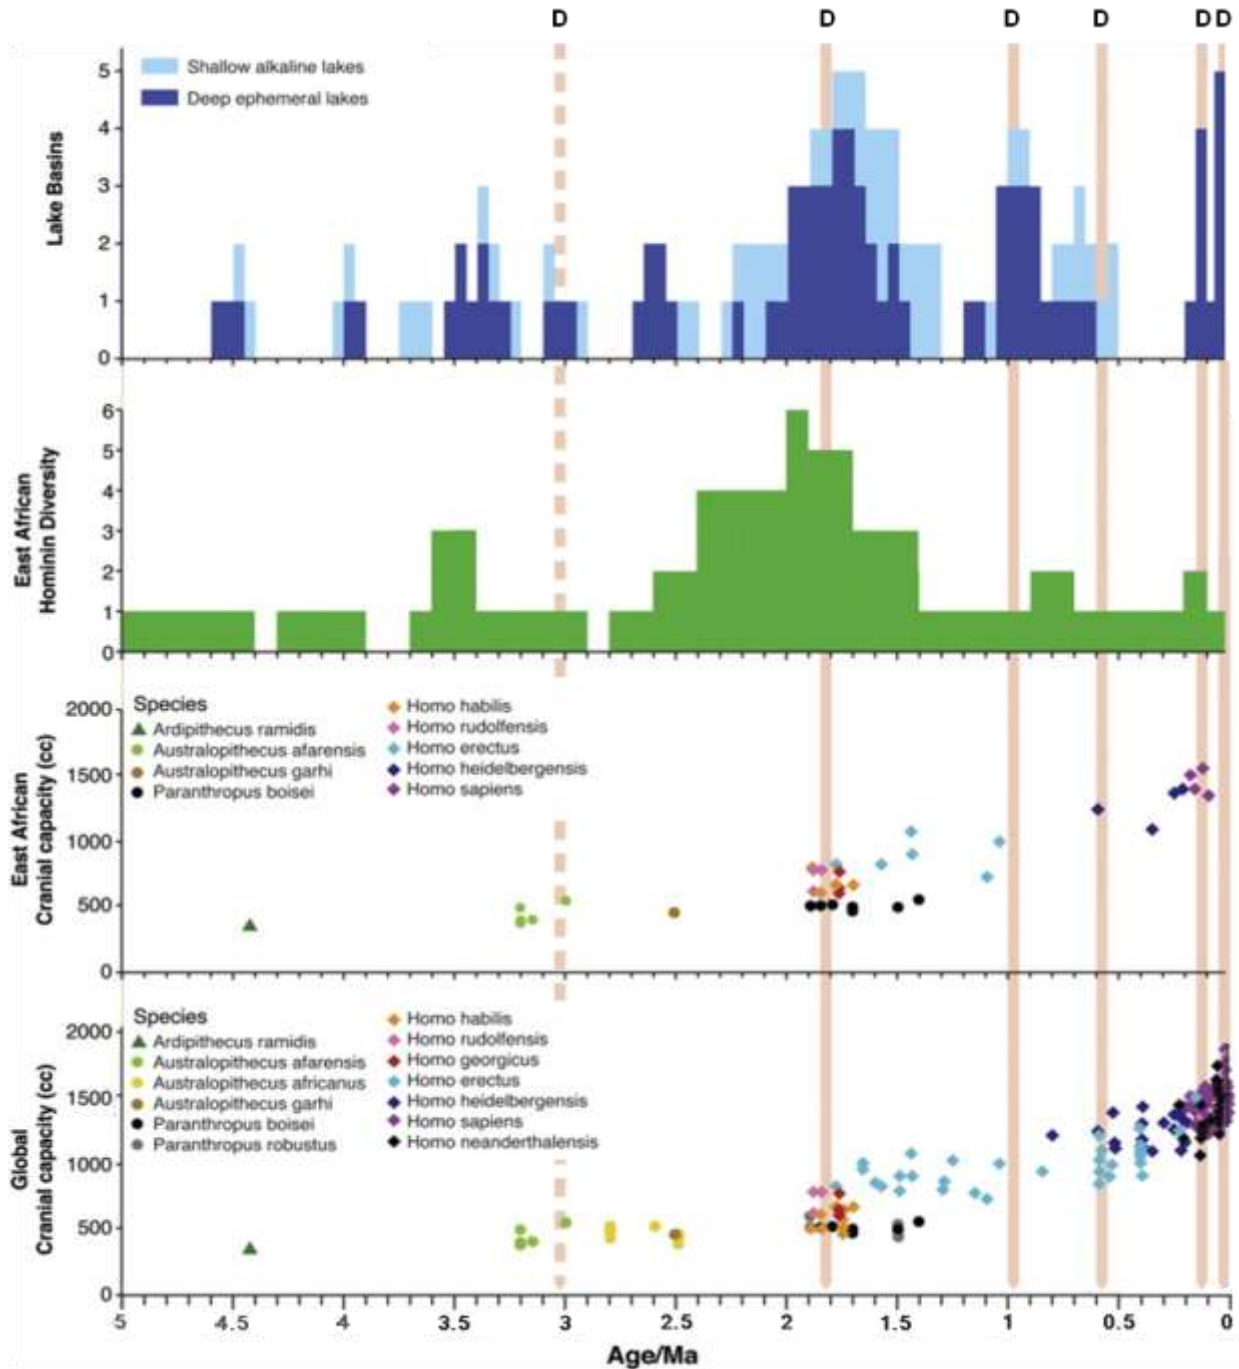 D D D D D D
Shallow alkaline lakes
Deep ephemeral lakes
Lake Basins
5
4
3
2
1
0
East African
Hominin Diversity
6
5
4
3
2
1
0
East African
Cranial capacity (cc)
2000
1500
1000
500
0
Species
Ardipithecus ramidis
Australopithecus afarensis
Australopithecus garhi
Paranthropus boisei
Homo habilis
Homo rudolfensis
Homo erectus
Homo heidelbergensis
Homo sapiens
Global
Cranial capacity (cc)
2000
1500
1000
500
0
Species
Ardipithecus ramidis
Australopithecus afarensis
Australopithecus africanus
Australopithecus garhi
Paranthropus boisei
Paranthropus robustus
Homo habilis
Homo rudolfensis
Homo georgicus
Homo erectus
Homo heidelbergensis
Homo sapiens
Homo neanderthalensis
5 4.5 4 3.5 3 2.5 2 1.5 1 0.5 0
Age/Ma